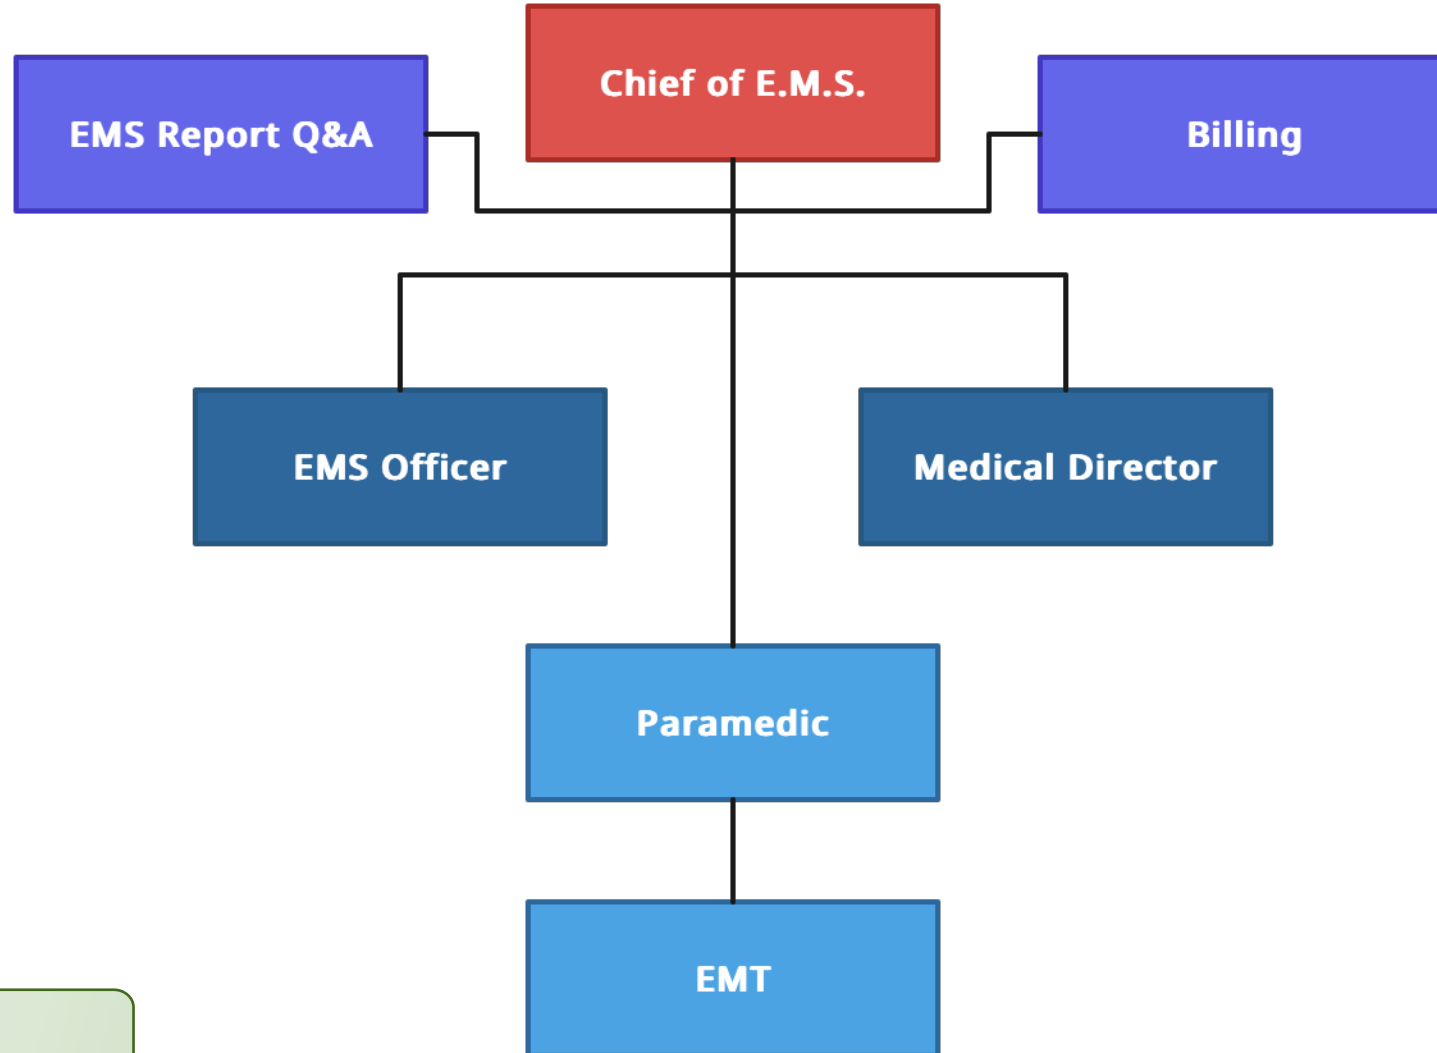 Chief of E.M.S.
EMS Report Q&A
Billing
EMS Officer
Medical Director
Paramedic
EMT